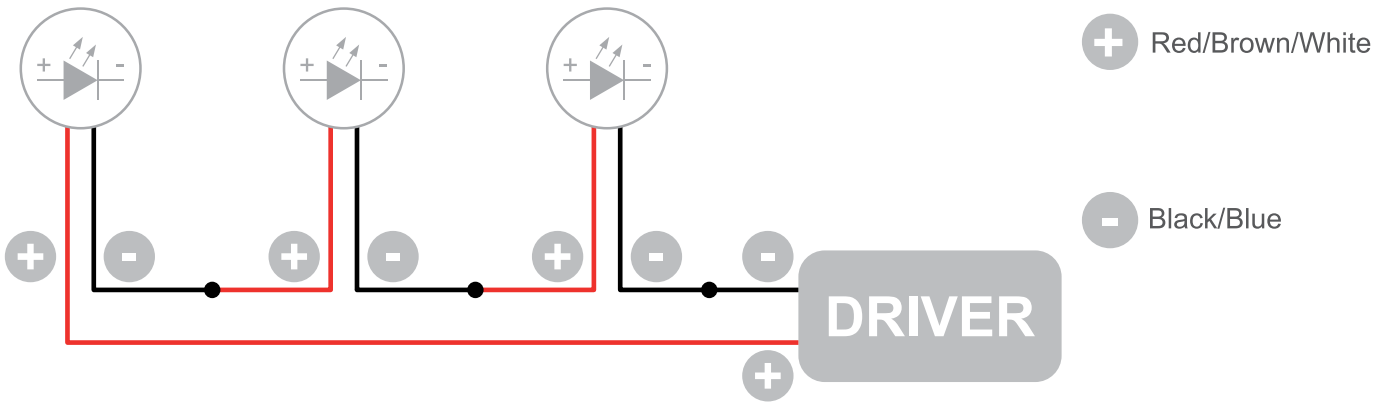 + -
+ -
+ -
+ Red/Brown/White
- Black/Blue
+ - + - + - -
DRIVER
+